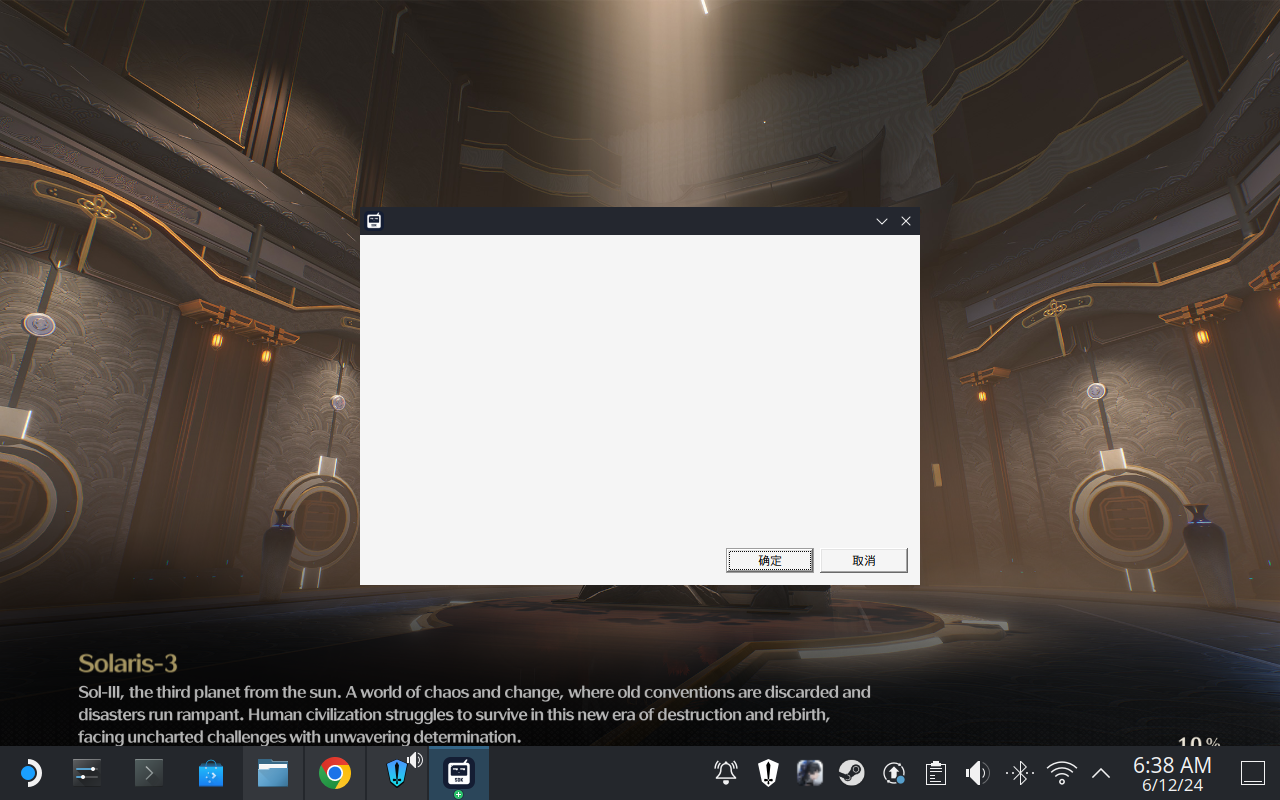 确定
取消
Solaris-3
Sol-III, the third planet from the sun. A world of chaos and change, where old conventions are discarded and
disasters run rampant. Human civilization struggles to survive in this new era of destruction and rebirth,
facing uncharted challenges with unwavering determination.
10 %
6:38 AM
6/12/24